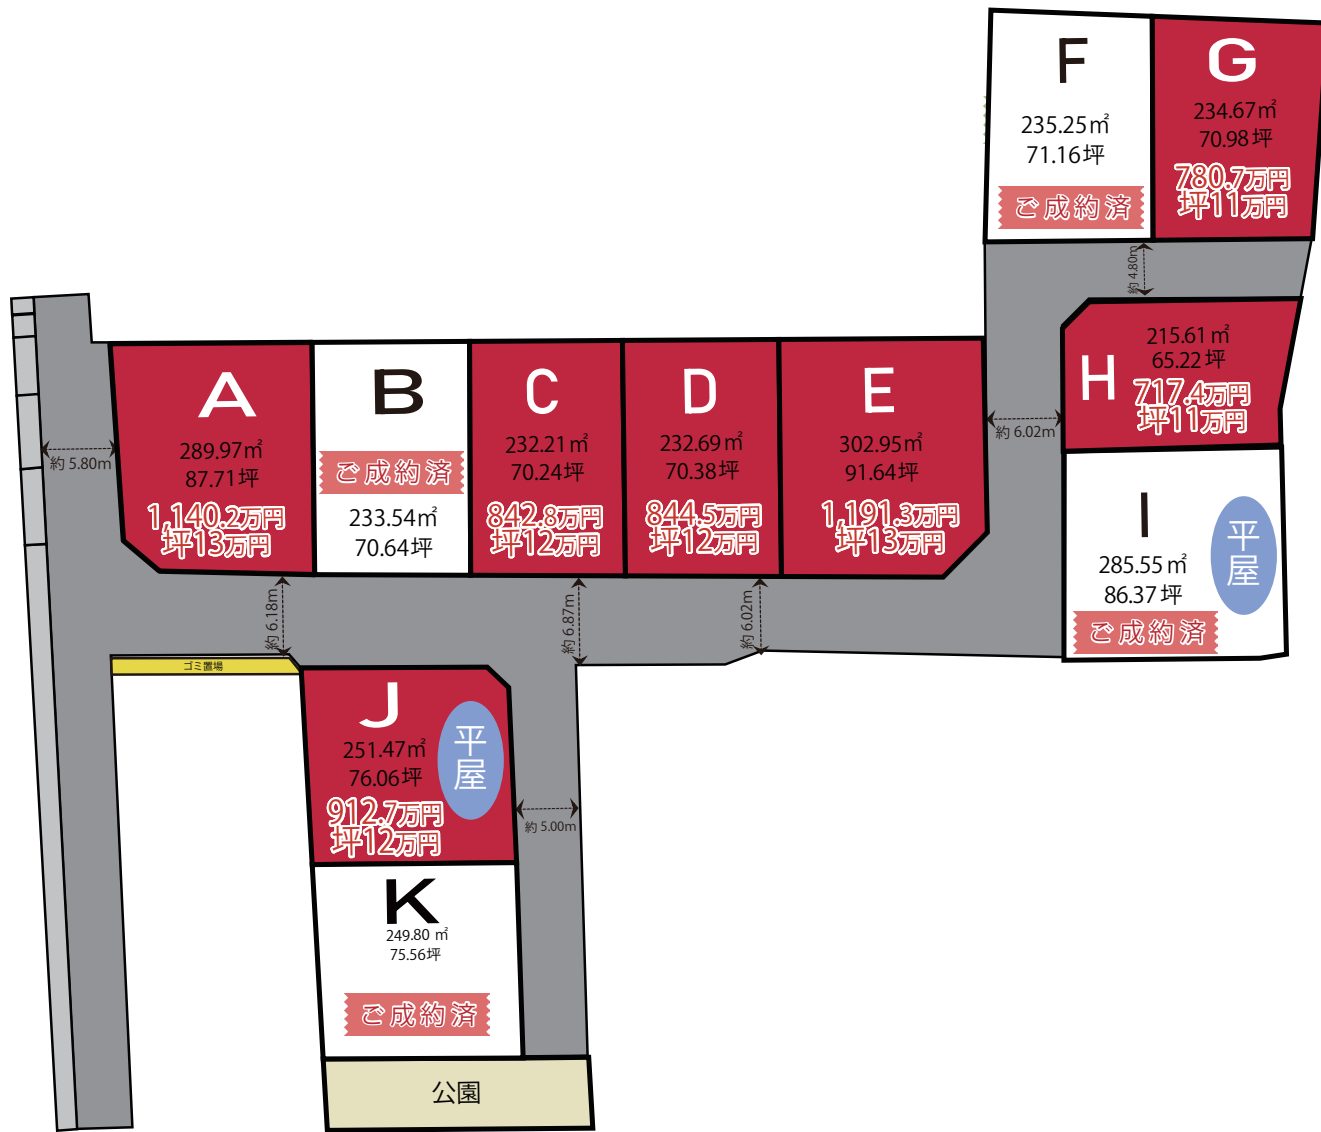 F
235.25㎡
71.16坪
ご成約済
G
234.67㎡
70.98坪
780.7万円
坪11万円
約 4.80m
H
215.61㎡
65.22坪
717.4万円
坪11万円
A
289.97㎡
87.71坪
1,140.2万円
坪13万円
B
ご成約済
233.54㎡
70.64坪
C
232.21㎡
70.24坪
842.8万円
坪12万円
D
232.69㎡
70.38坪
844.5万円
坪12万円
E
302.95㎡
91.64坪
1,191.3万円
坪13万円
約 6.02m
約 5.80m
I
平屋
285.55㎡
86.37坪
ご成約済
約 6.18m
約 6.87m
約 6.02m
ゴミ置場
J
平屋
251.47㎡
76.06坪
912.7万円
坪12万円
約 5.00m
K
249.80 ㎡
75.56坪
ご成約済
公園